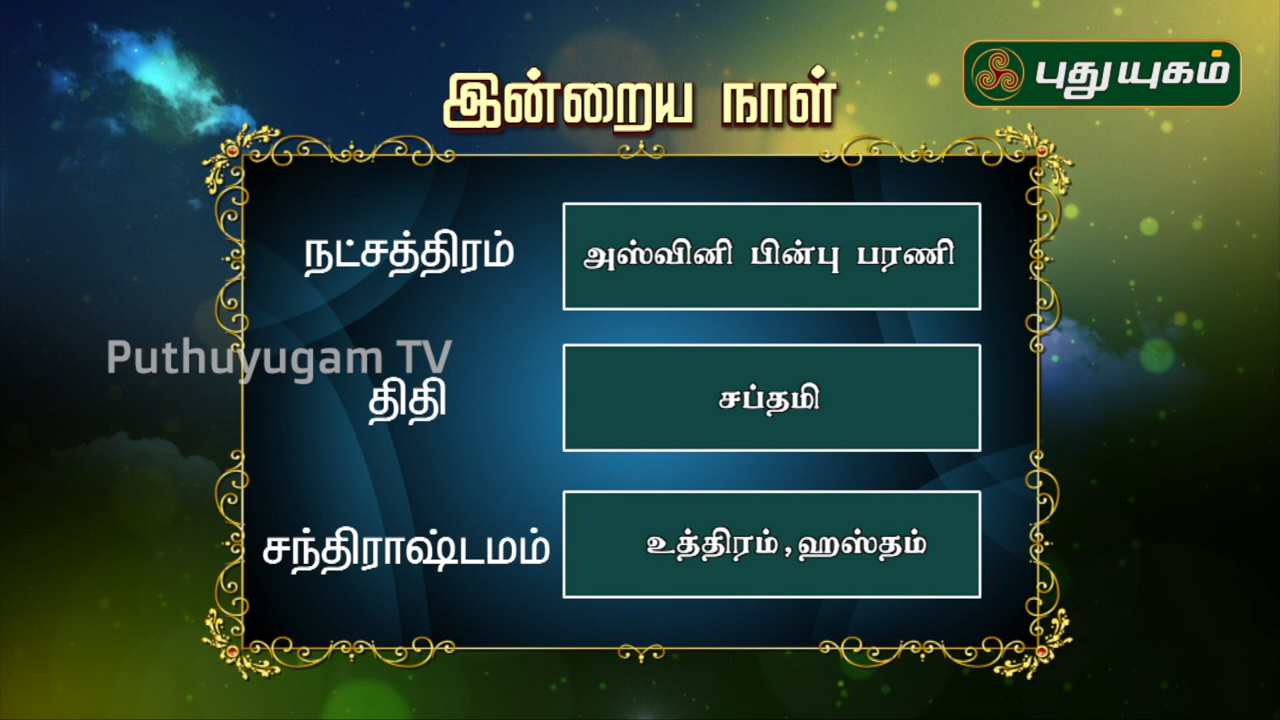 இன்றைய நாள்
புதுயுகம்
நட்சத்திரம்
அஸ்வினி பின்பு பரணி
Puthuyugam TV
திதி
சப்தமி
சந்திராஷ்டமம்
உத்திரம்,ஹஸ்தம்